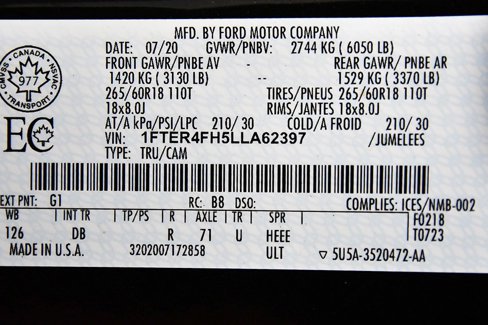 MFD. BY FORD MOTOR COMPANY
DATE: 07/20 GVWR/PNBV: 2744 KG ( 6050 LB)
FRONT GAWR/ PNBE AV - REAR GAWR/ PNBE AR
1420 KG ( 3130 LB) -- 1529 KG ( 3370 LB)
265/60R18 110T TIRES/PNEUS 265/60R18 110T
18x8.0J RIMS/JANTES 18x8.0J
AT/A kPa/PSI/LPC 210/ 30 COLD/A FROID 210/ 30
VIN: 1FTER4FH5LLA62397 /JUMELEES
TYPE: TRU/CAM
CMVSS • CANADA • NSVAC
977
TRANSPORT
EC
EXT PNT: G1 RC: B8 DSO: COMPLIES: ICES/NMB-002
WB INT TR TP/PS R AXLE TR SPR F0218
126 DB R 71 U HEEE T0723
MADE IN U.S.A. 3202007172858 ULT ▽ 5U5A-3520472-AA